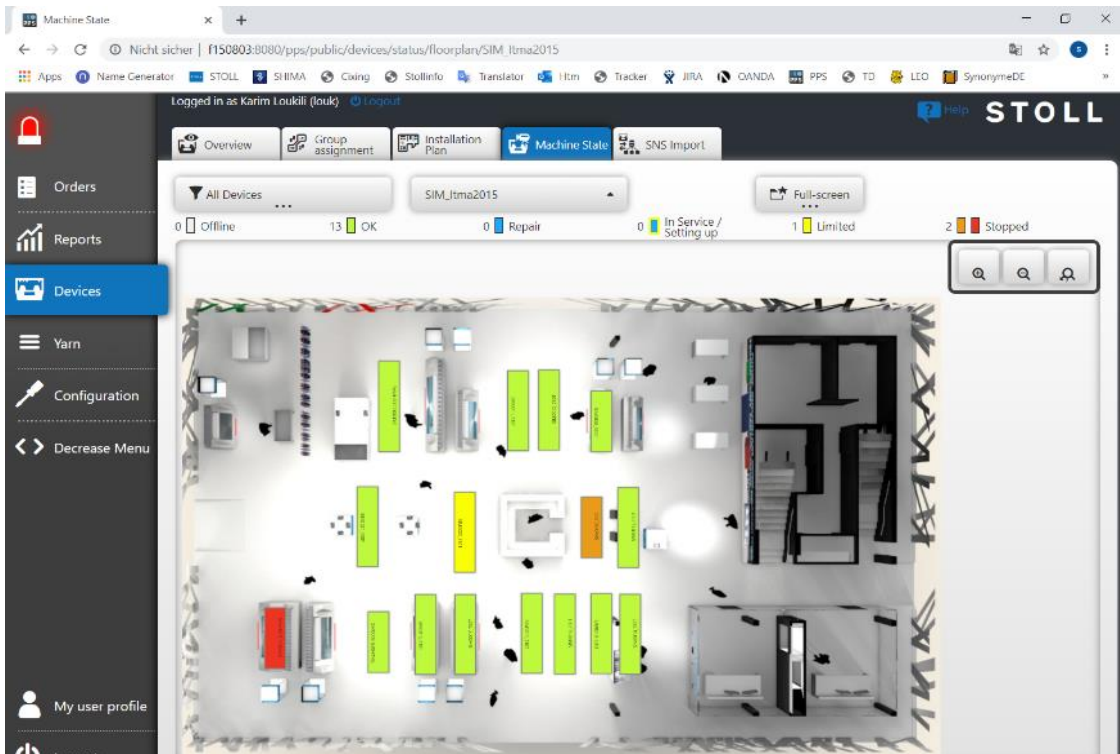 Machine State
Nicht sicher | f150803:8080/pps/public/devices/status/floorplan/SIM_Itma2015
Apps Name Generator STOLL SHIMA Cixing Stollinfo Translator Htm Tracker JIRA OANDA PPS TD LEO SynonymeDE »
Logged in as Karim Loukili (louk) Logout
Help STOLL
Overview Group assignment Installation Plan Machine State SNS Import
Orders
Reports
Devices
Yarn
Configuration
Decrease Menu
My user profile
All Devices ...
SIM_Itma2015
Full-screen ...
0 Offline 13 OK 0 Repair 0 In Service / Setting up 1 Limited 2 Stopped